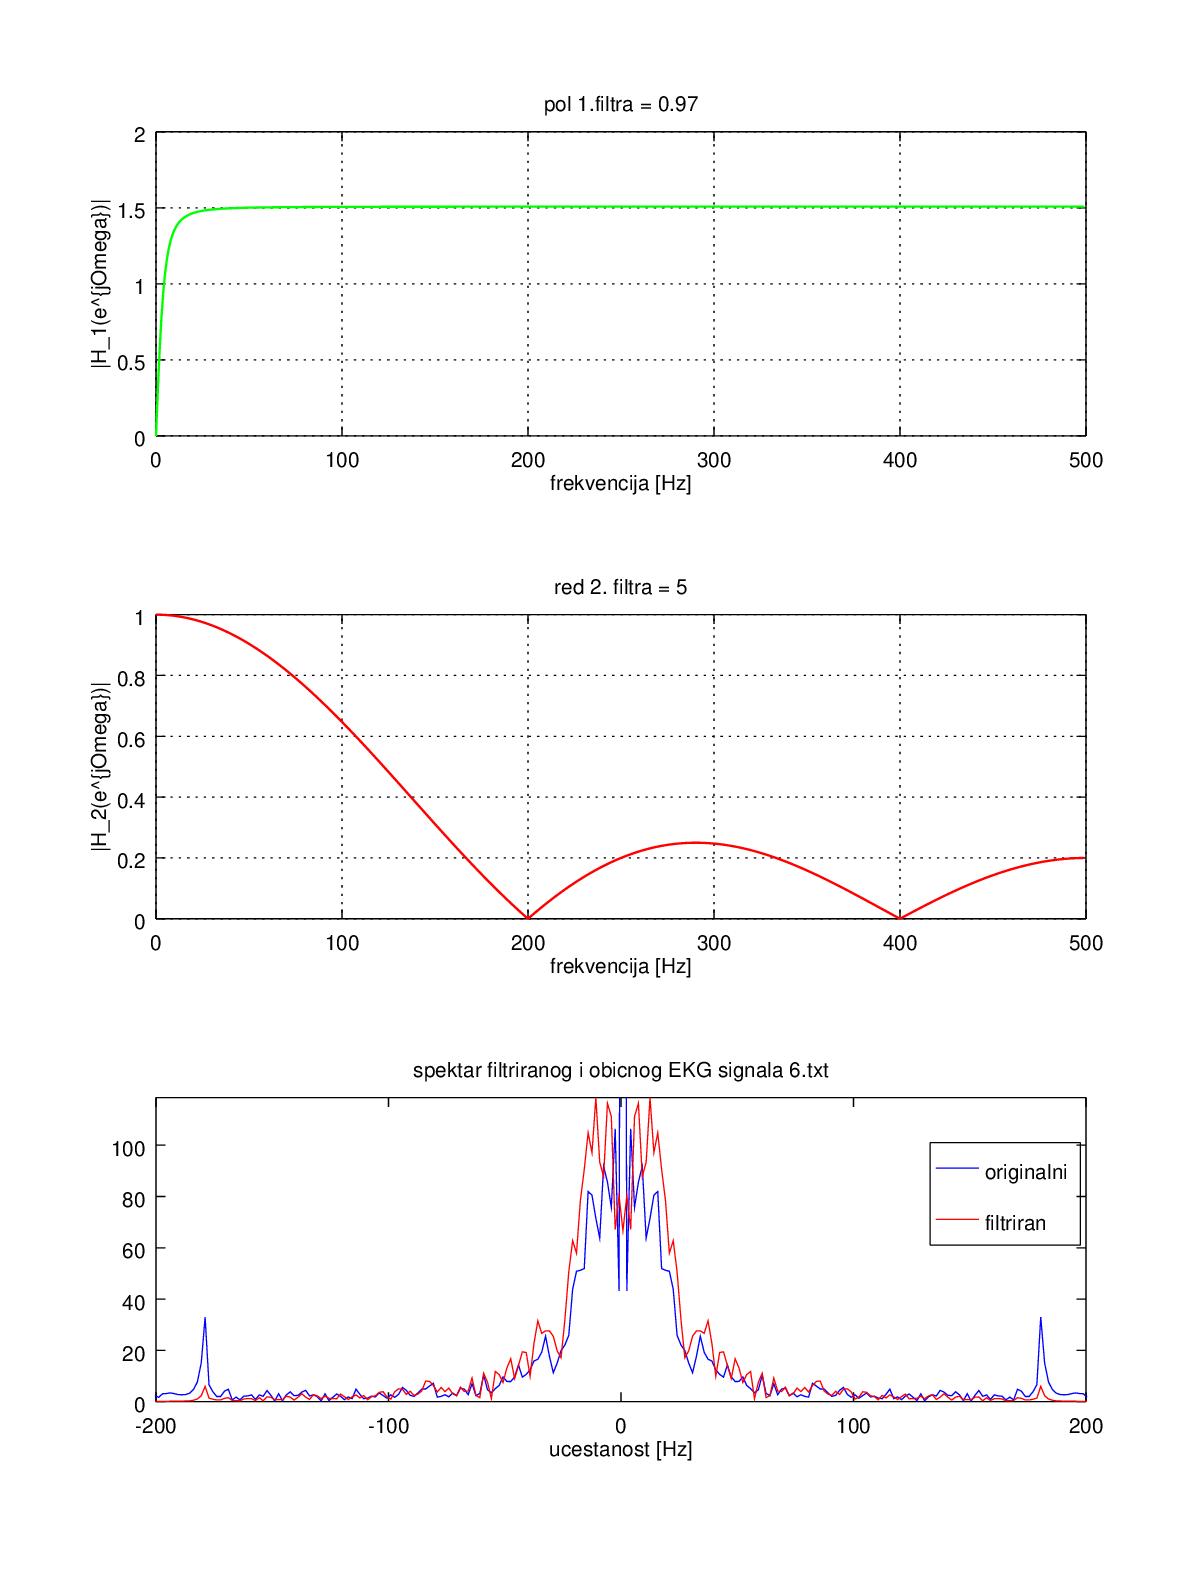 pol 1.filtra = 0.97
2
1.5
1
0.5
0
|H_1(e^{jOmega})|
0 100 200 300 400 500
frekvencija [Hz]
red 2. filtra = 5
1
0.8
0.6
0.4
0.2
0
|H_2(e^{jOmega})|
0 100 200 300 400 500
frekvencija [Hz]
spektar filtriranog i obicnog EKG signala 6.txt
100
80
60
40
20
0
originalni
filtriran
-200 -100 0 100 200
ucestanost [Hz]